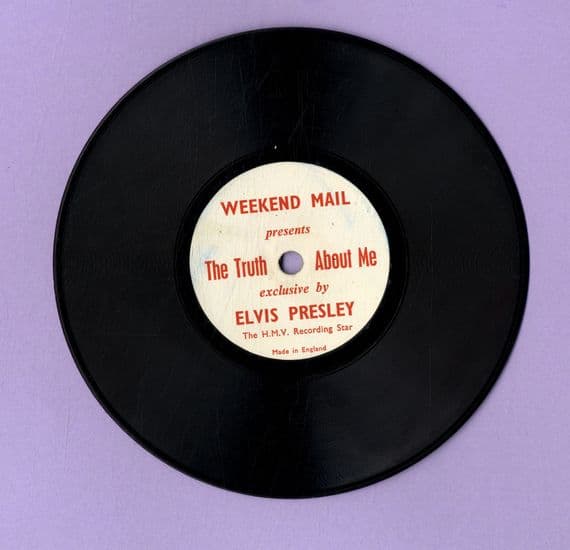 WEEKEND MAIL
presents
The Truth About Me
exclusive by
ELVIS PRESLEY
The H.M.V. Recording Star
Made in England